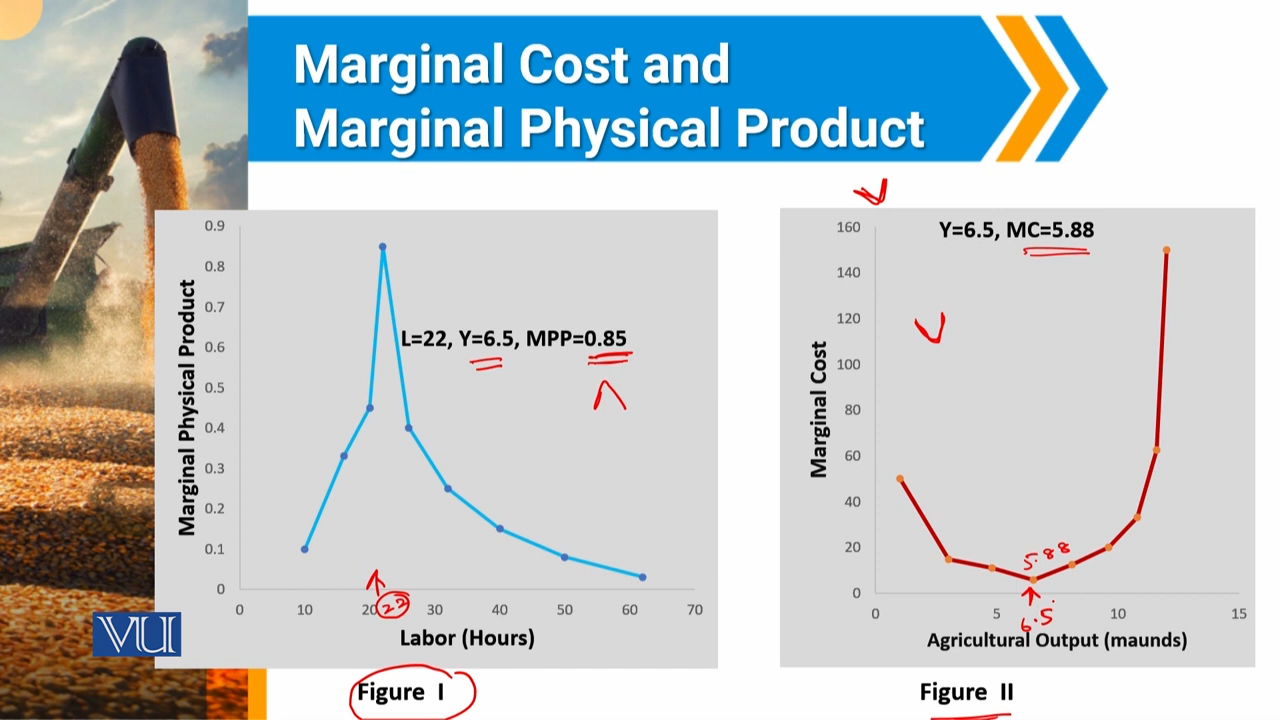 Marginal Cost and
Marginal Physical Product
0.9
0.8
0.7
0.6
0.5
0.4
0.3
0.2
0.1
0
Marginal Physical Product
L=22, Y=6.5, MPP=0.85
0 10 20 30 40 50 60 70
22
Labor (Hours)
Figure I
160
140
120
100
80
60
40
20
0
Marginal Cost
Y=6.5, MC=5.88
5.88
0 5 10 15
6.5
Agricultural Output (maunds)
Figure II
VU